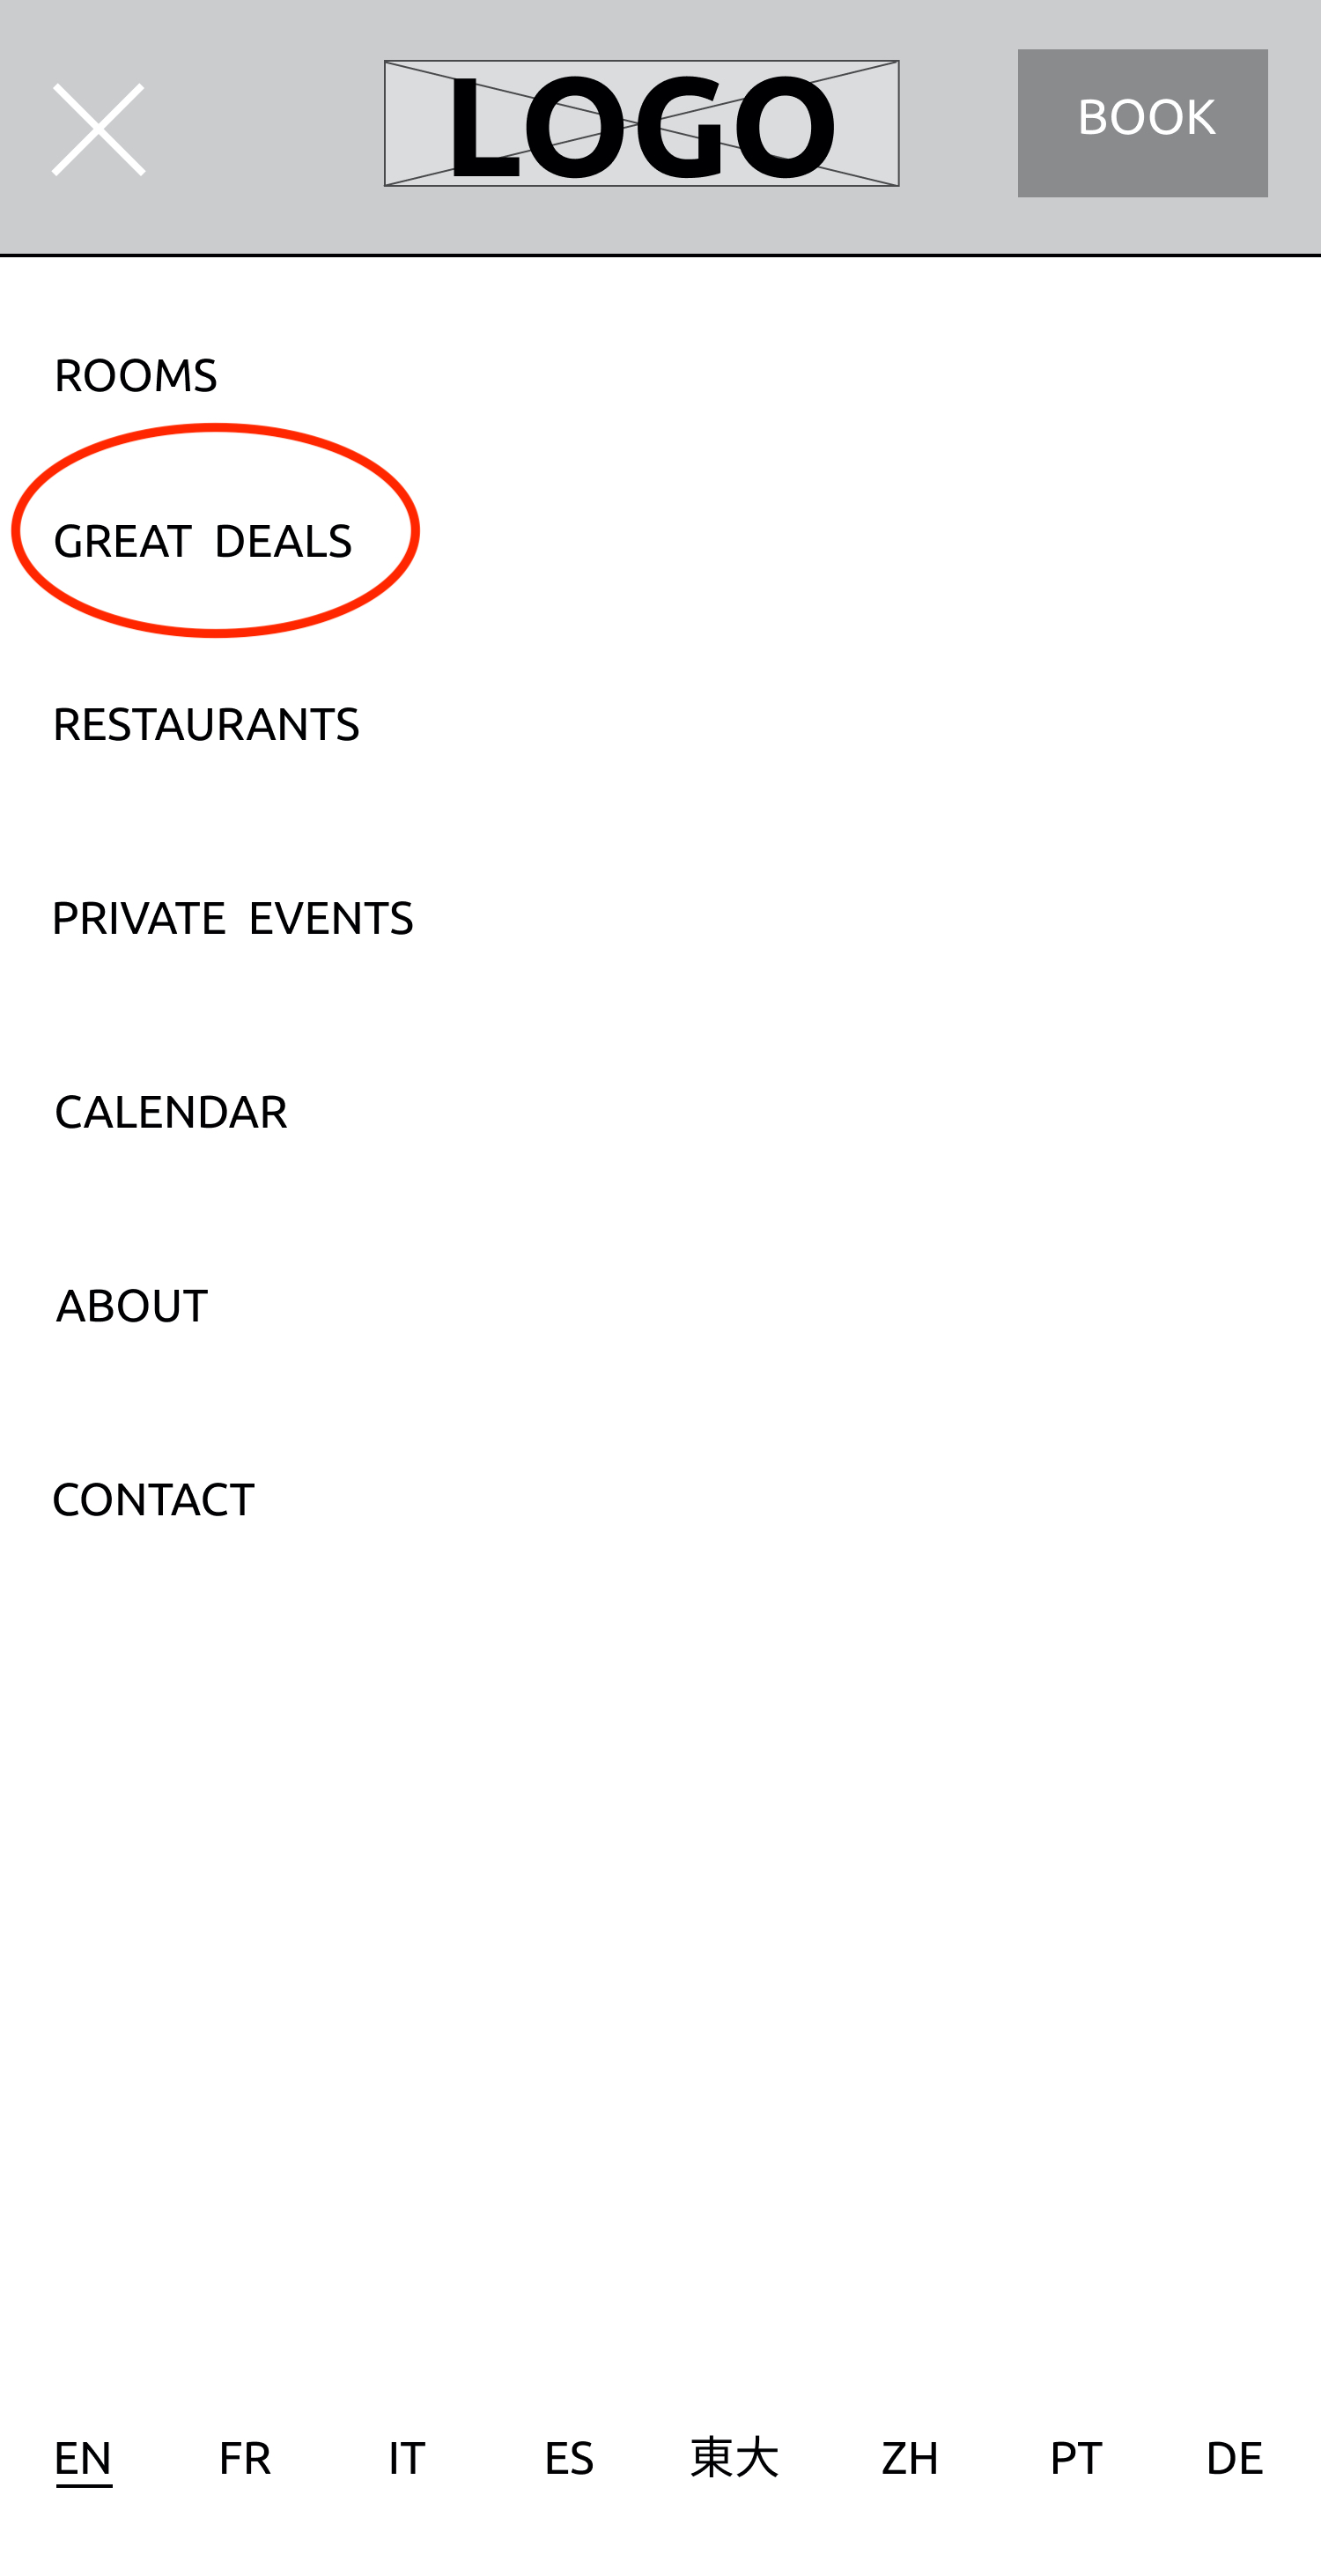 LOGO
BOOK
ROOMS
GREAT DEALS
RESTAURANTS
PRIVATE EVENTS
CALENDAR
ABOUT
CONTACT
EN FR IT ES 東大 ZH PT DE